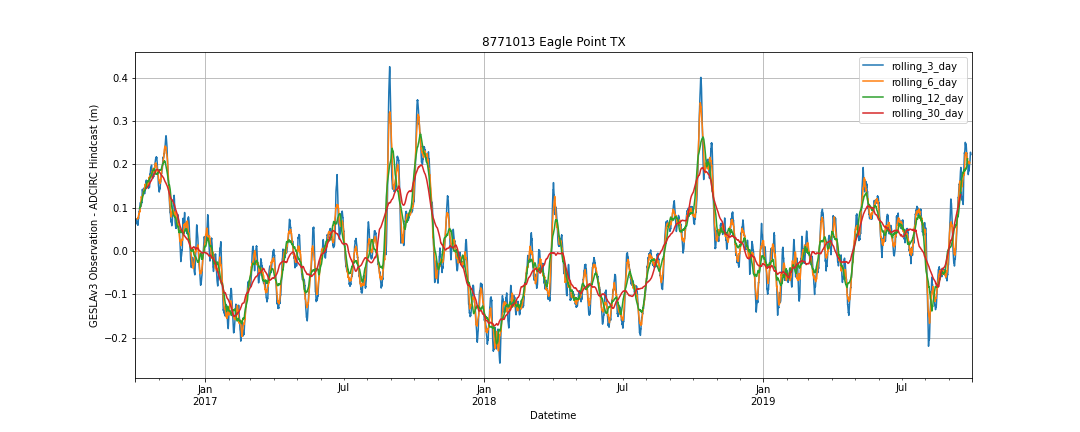 8771013 Eagle Point TX
rolling_3_day
rolling_6_day
rolling_12_day
rolling_30_day
GESLAv3 Observation - ADCIRC Hindcast (m)
0.4
0.3
0.2
0.1
0.0
−0.1
−0.2
Jan
2017
Jul
Jan
2018
Jul
Jan
2019
Jul
Datetime